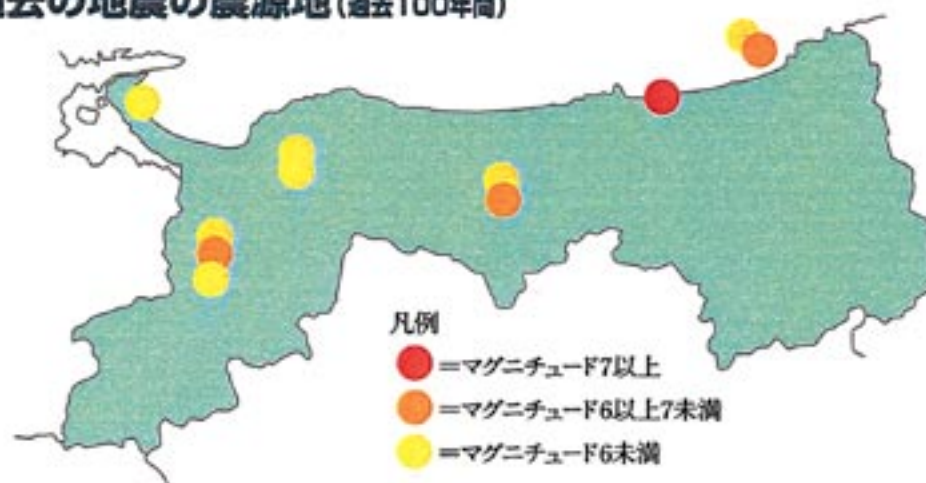 去の地震の震源地(過去100年間)
凡例
=マグニチュード7以上
=マグニチュード6以上7未満
=マグニチュード6未満